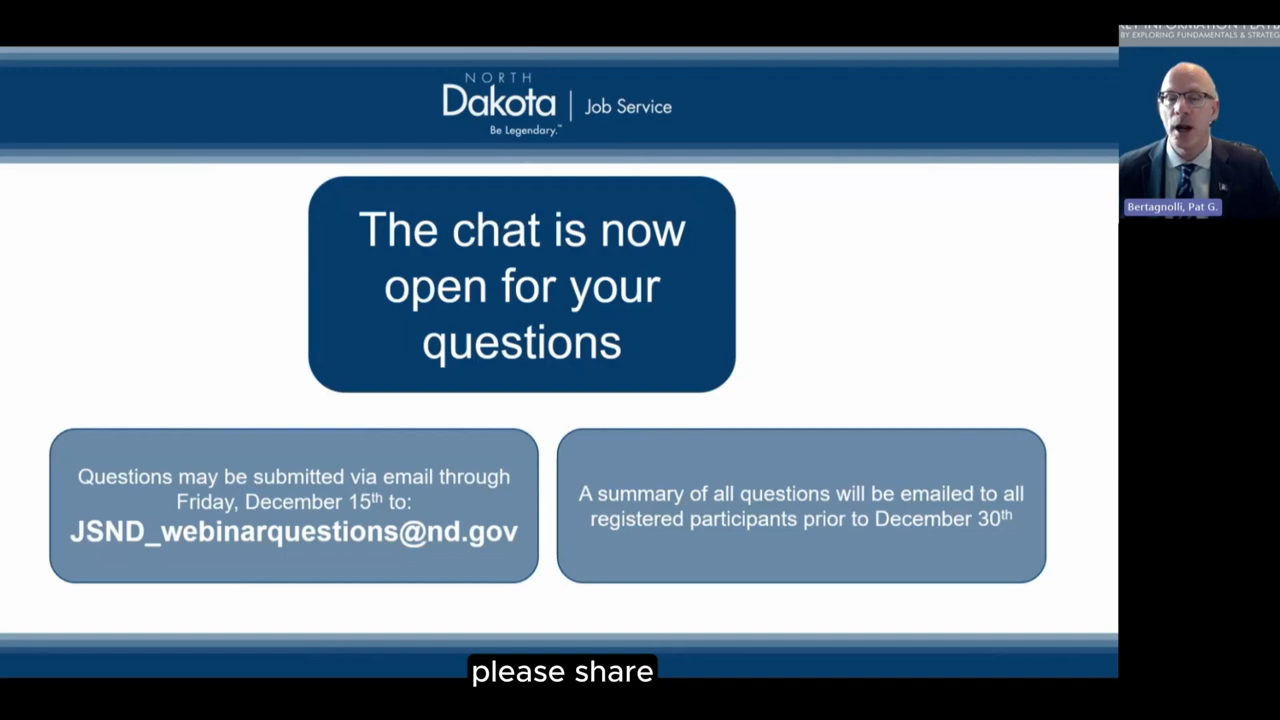 NORTH
Dakota
Be Legendary.™
Job Service
BY EXPLORING FUNDAMENTALS & STRATEG
The chat is now
open for your
questions
Bertagnolli, Pat G.
Questions may be submitted via email through
Friday, December 15th to:
JSND_webinarquestions@nd.gov
A summary of all questions will be emailed to all
registered participants prior to December 30th
please share